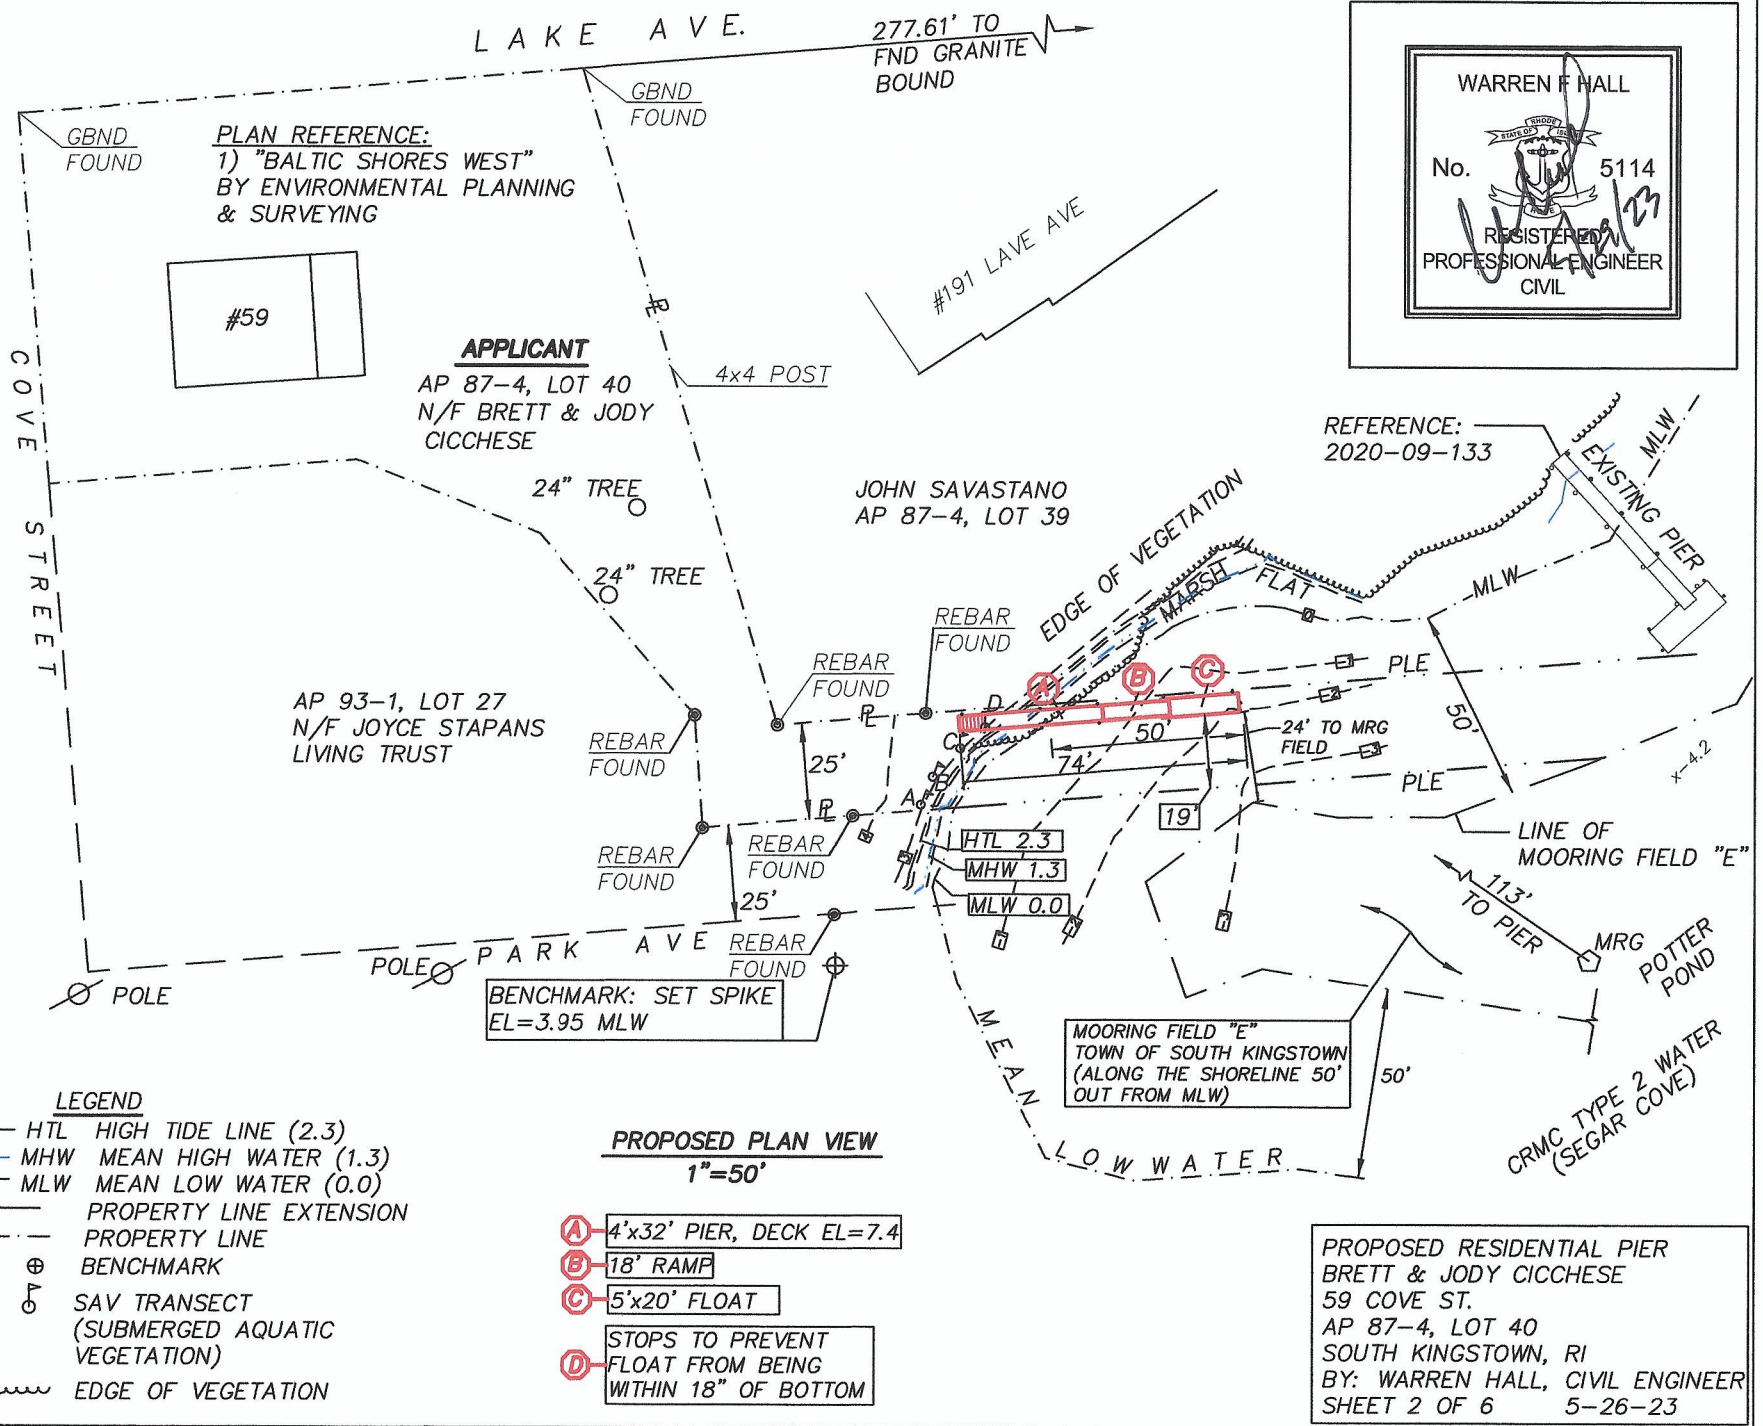 LAKE AVE.
277.61' TO
FND GRANITE
BOUND
GBND
FOUND
GBND
FOUND
PLAN REFERENCE:
1) "BALTIC SHORES WEST"
BY ENVIRONMENTAL PLANNING
& SURVEYING
WARREN F HALL
STATE OF RHODE ISLAND
No. 5114
HOPE
REGISTERED
PROFESSIONAL ENGINEER
CIVIL
#59
#191 LAVE AVE
PL
COVE STREET
APPLICANT
AP 87-4, LOT 40
N/F BRETT & JODY
CICCHESE
4x4 POST
REFERENCE:
2020-09-133
MLW
EXISTING PIER
24" TREE
24" TREE
JOHN SAVASTANO
AP 87-4, LOT 39
EDGE OF VEGETATION
MARSH
FLAT
MLW
REBAR
FOUND
REBAR
FOUND
REBAR
FOUND
AP 93-1, LOT 27
N/F JOYCE STAPANS
LIVING TRUST
PL
D
A
B
C
1
2
3
PLE
50'
C
50'
24' TO MRG
FIELD
74'
25'
B
A
PLE
x-4.2
PL
19'
REBAR
FOUND
REBAR
FOUND
HTL 2.3
MHW 1.3
MLW 0.0
LINE OF
MOORING FIELD "E"
25'
113'
TO PIER
MRG
POTTER
POND
PARK AVE
REBAR
FOUND
POLE
POLE
BENCHMARK: SET SPIKE
EL=3.95 MLW
MOORING FIELD "E"
TOWN OF SOUTH KINGSTOWN
(ALONG THE SHORELINE 50'
OUT FROM MLW)
50'
MEAN LOW WATER
CRMC TYPE 2 WATER
(SEGAR COVE)
LEGEND
HTL HIGH TIDE LINE (2.3)
MHW MEAN HIGH WATER (1.3)
MLW MEAN LOW WATER (0.0)
PROPERTY LINE EXTENSION
PROPERTY LINE
BENCHMARK
SAV TRANSECT
(SUBMERGED AQUATIC
VEGETATION)
EDGE OF VEGETATION
PROPOSED PLAN VIEW
1"=50'
A 4'x32' PIER, DECK EL=7.4
B 18' RAMP
C 5'x20' FLOAT
D STOPS TO PREVENT
FLOAT FROM BEING
WITHIN 18" OF BOTTOM
PROPOSED RESIDENTIAL PIER
BRETT & JODY CICCHESE
59 COVE ST.
AP 87-4, LOT 40
SOUTH KINGSTOWN, RI
BY: WARREN HALL, CIVIL ENGINEER
SHEET 2 OF 6 5-26-23